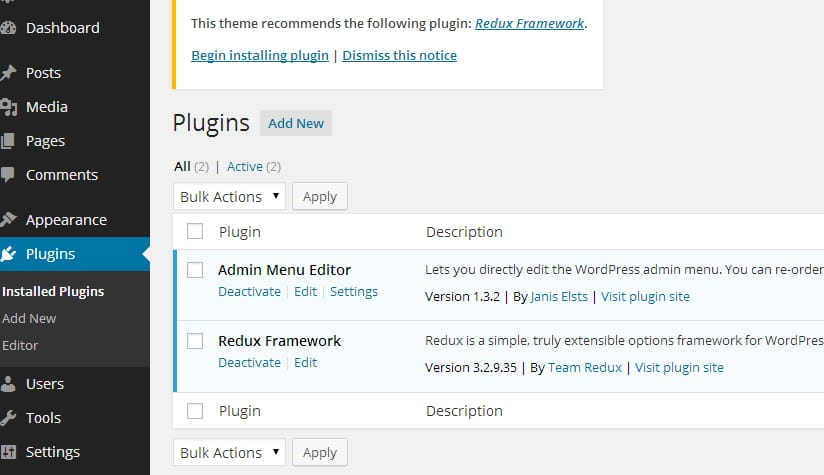 Dashboard
Posts
Media
Pages
Comments
Appearance
Plugins
Installed Plugins
Add New
Editor
Users
Tools
Settings
This theme recommends the following plugin: Redux Framework.
Begin installing plugin | Dismiss this notice
Plugins Add New
All (2) | Active (2)
Bulk Actions Apply
Plugin Description
Admin Menu Editor Lets you directly edit the WordPress admin menu. You can re-order
Deactivate | Edit | Settings Version 1.3.2 | By Janis Elsts | Visit plugin site
Redux Framework Redux is a simple, truly extensible options framework for WordPres
Deactivate | Edit Version 3.2.9.35 | By Team Redux | Visit plugin site
Plugin Description
Bulk Actions Apply